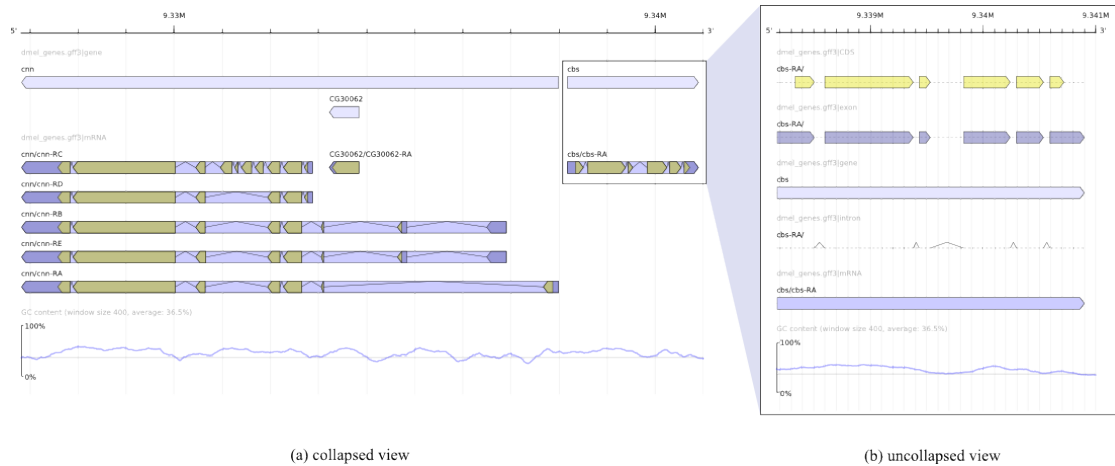 9.33M 9.34M
5' 3'
dmel_genes.gff3|gene
cnn cbs
CG30062
dmel_genes.gff3|mRNA
cnn/cnn-RC CG30062/CG30062-RA cbs/cbs-RA
cnn/cnn-RD
cnn/cnn-RB
cnn/cnn-RE
cnn/cnn-RA
GC content (window size 400, average: 36.5%)
100%
0%
(a) collapsed view
9.339M 9.34M 9.341M
5' 3'
dmel_genes.gff3|CDS
cbs-RA/
dmel_genes.gff3|exon
cbs-RA/
dmel_genes.gff3|gene
cbs
dmel_genes.gff3|intron
cbs-RA/
dmel_genes.gff3|mRNA
cbs/cbs-RA
GC content (window size 400, average: 36.5%)
100%
0%
(b) uncollapsed view